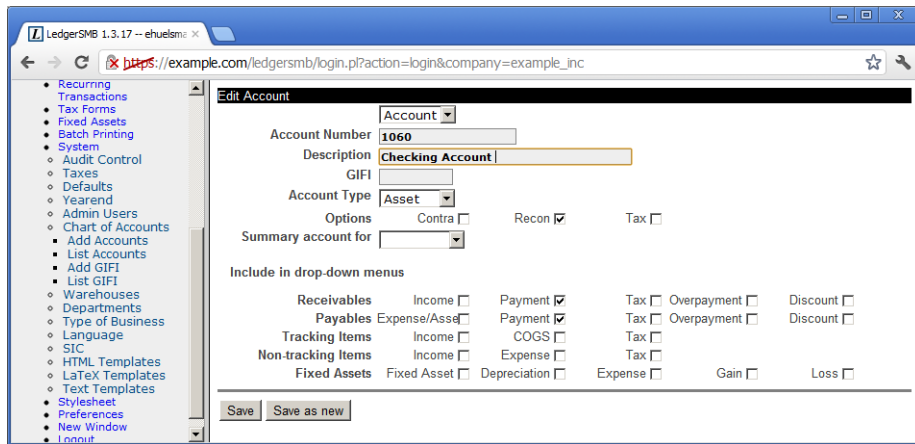 LedgerSMB 1.3.17 -- ehuelsma
https://example.com/ledgersmb/login.pl?action=login&company=example_inc
Recurring
Transactions
Tax Forms
Fixed Assets
Batch Printing
System
Audit Control
Taxes
Defaults
Yearend
Admin Users
Chart of Accounts
Add Accounts
List Accounts
Add GIFI
List GIFI
Warehouses
Departments
Type of Business
Language
SIC
HTML Templates
LaTeX Templates
Text Templates
Stylesheet
Preferences
New Window
Logout
Edit Account
Account
Account Number 1060
Description Checking Account
GIFI
Account Type Asset
Options Contra Recon Tax
Summary account for
Include in drop-down menus
Receivables Income Payment Tax Overpayment Discount
Payables Expense/Asse Payment Tax Overpayment Discount
Tracking Items Income COGS Tax
Non-tracking Items Income Expense Tax
Fixed Assets Fixed Asset Depreciation Expense Gain Loss
Save Save as new